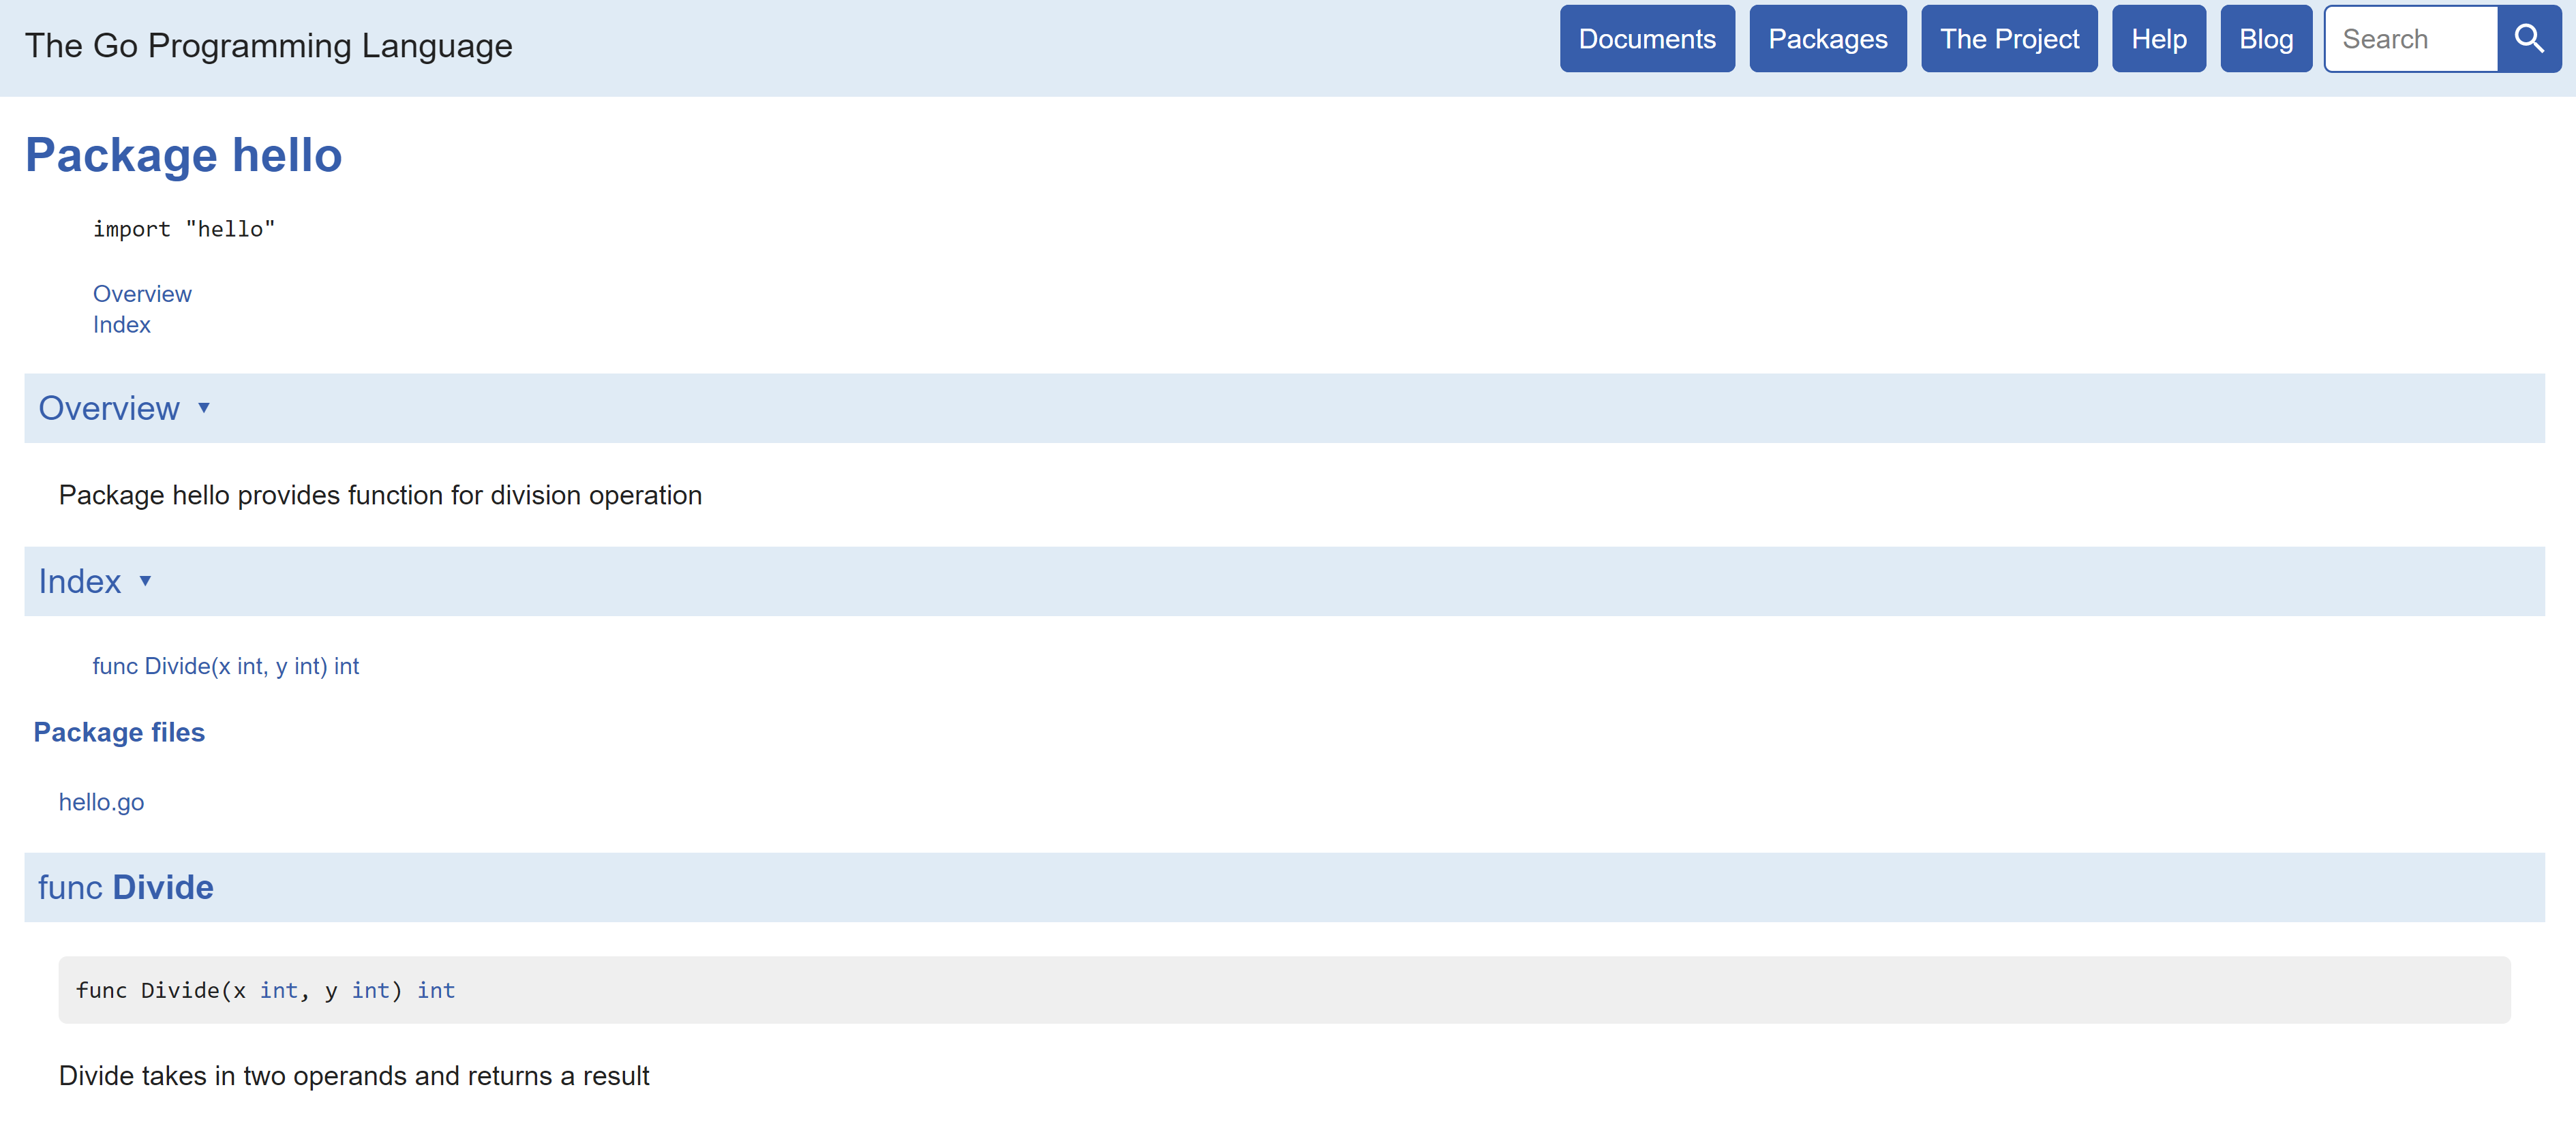 The Go Programming Language
Documents
Packages
The Project
Help
Blog
Search
Package hello
import "hello"
Overview
Index
Overview ▾
Package hello provides function for division operation
Index ▾
func Divide(x int, y int) int
Package files
hello.go
func Divide
func Divide(x int, y int) int
Divide takes in two operands and returns a result